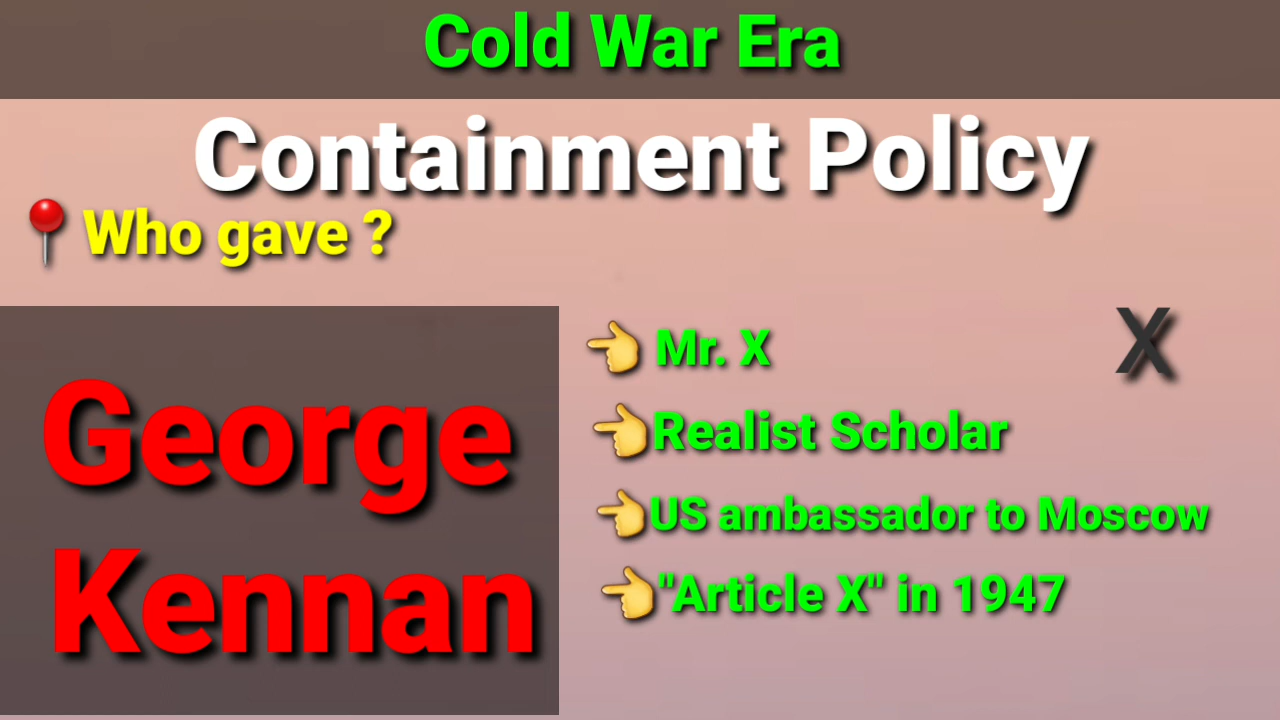 Cold War Era
Containment Policy
Who gave ?
George
Kennan
Mr. X
X
Realist Scholar
US ambassador to Moscow
"Article X" in 1947